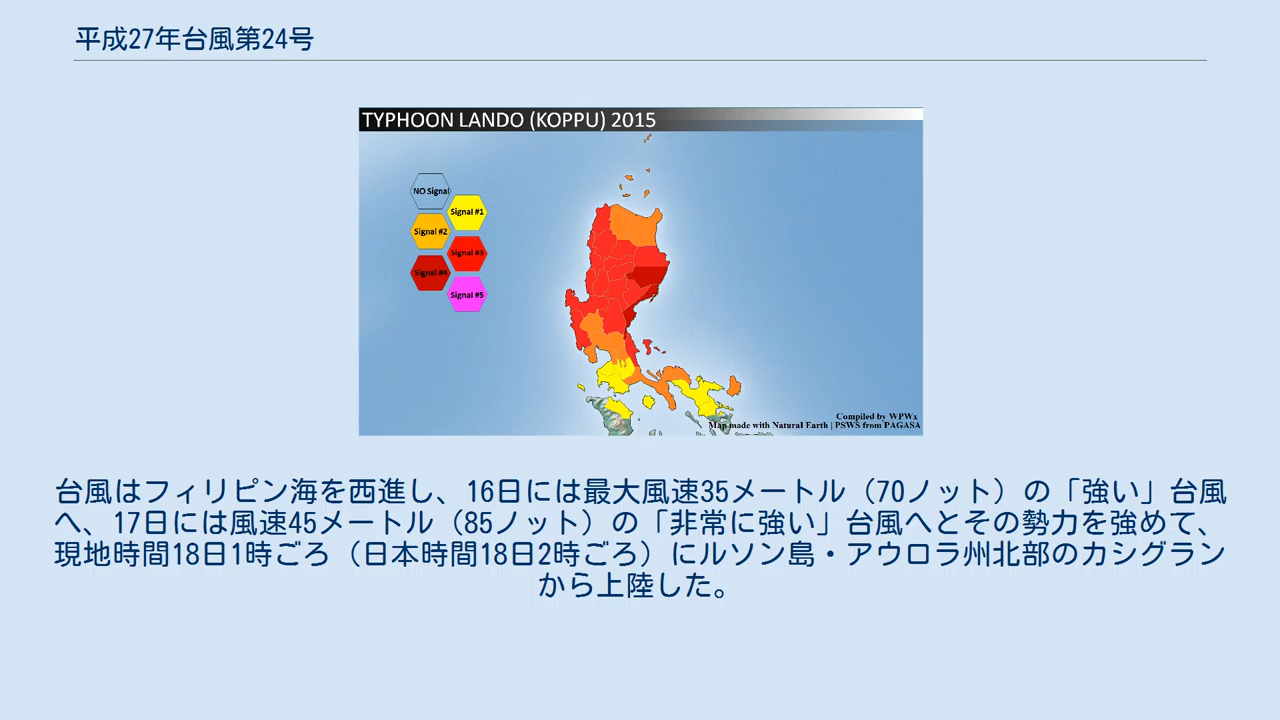 平成27年台風第24号
TYPHOON LANDO (KOPPU) 2015
NO Signal
Signal #1
Signal #2
Signal #3
Signal #4
Signal #5
Compiled by WPWx
Map made with Natural Earth | PSWS from PAGASA
台風はフィリピン海を西進し、16日には最大風速35メートル（70ノット）の「強い」台風
へ、17日には風速45メートル（85ノット）の「非常に強い」台風へとその勢力を強めて、
現地時間18日1時ごろ（日本時間18日2時ごろ）にルソン島・アウロラ州北部のカシグラン
から上陸した。